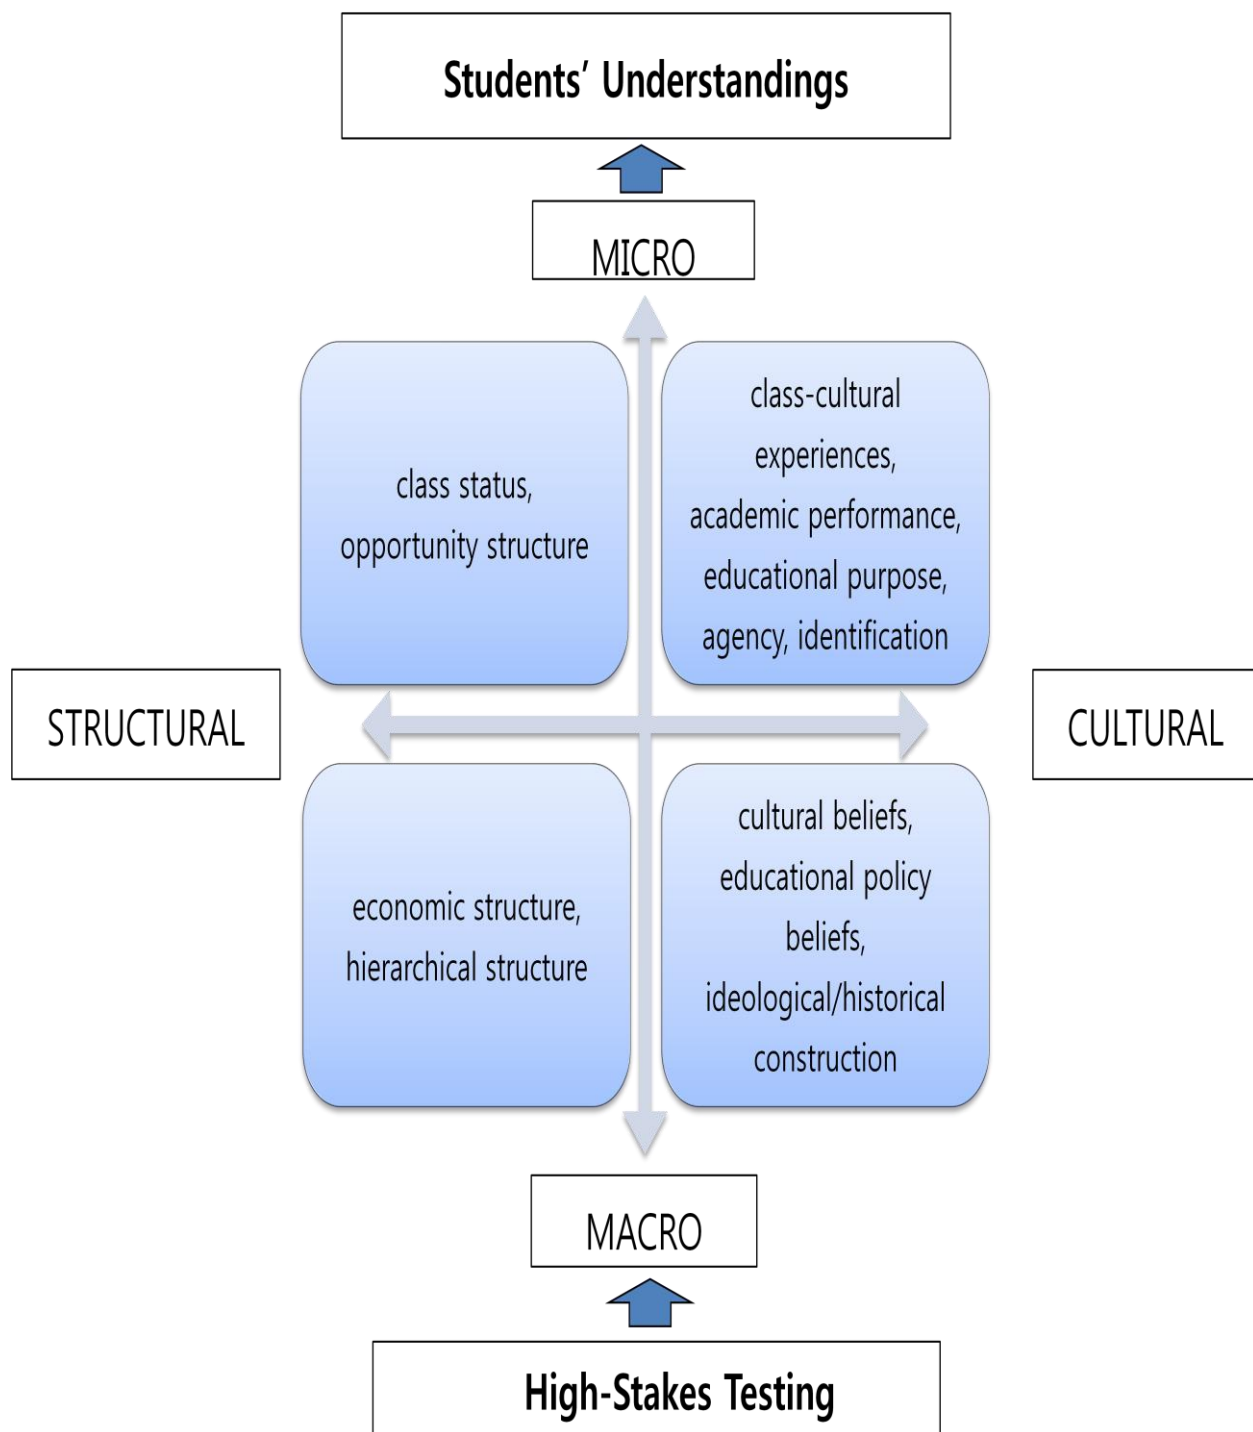 Students’ Understandings
MICRO
class status,
opportunity structure
class-cultural
experiences,
academic performance,
educational purpose,
agency, identification
STRUCTURAL
CULTURAL
economic structure,
hierarchical structure
cultural beliefs,
educational policy
beliefs,
ideological/historical
construction
MACRO
High-Stakes Testing